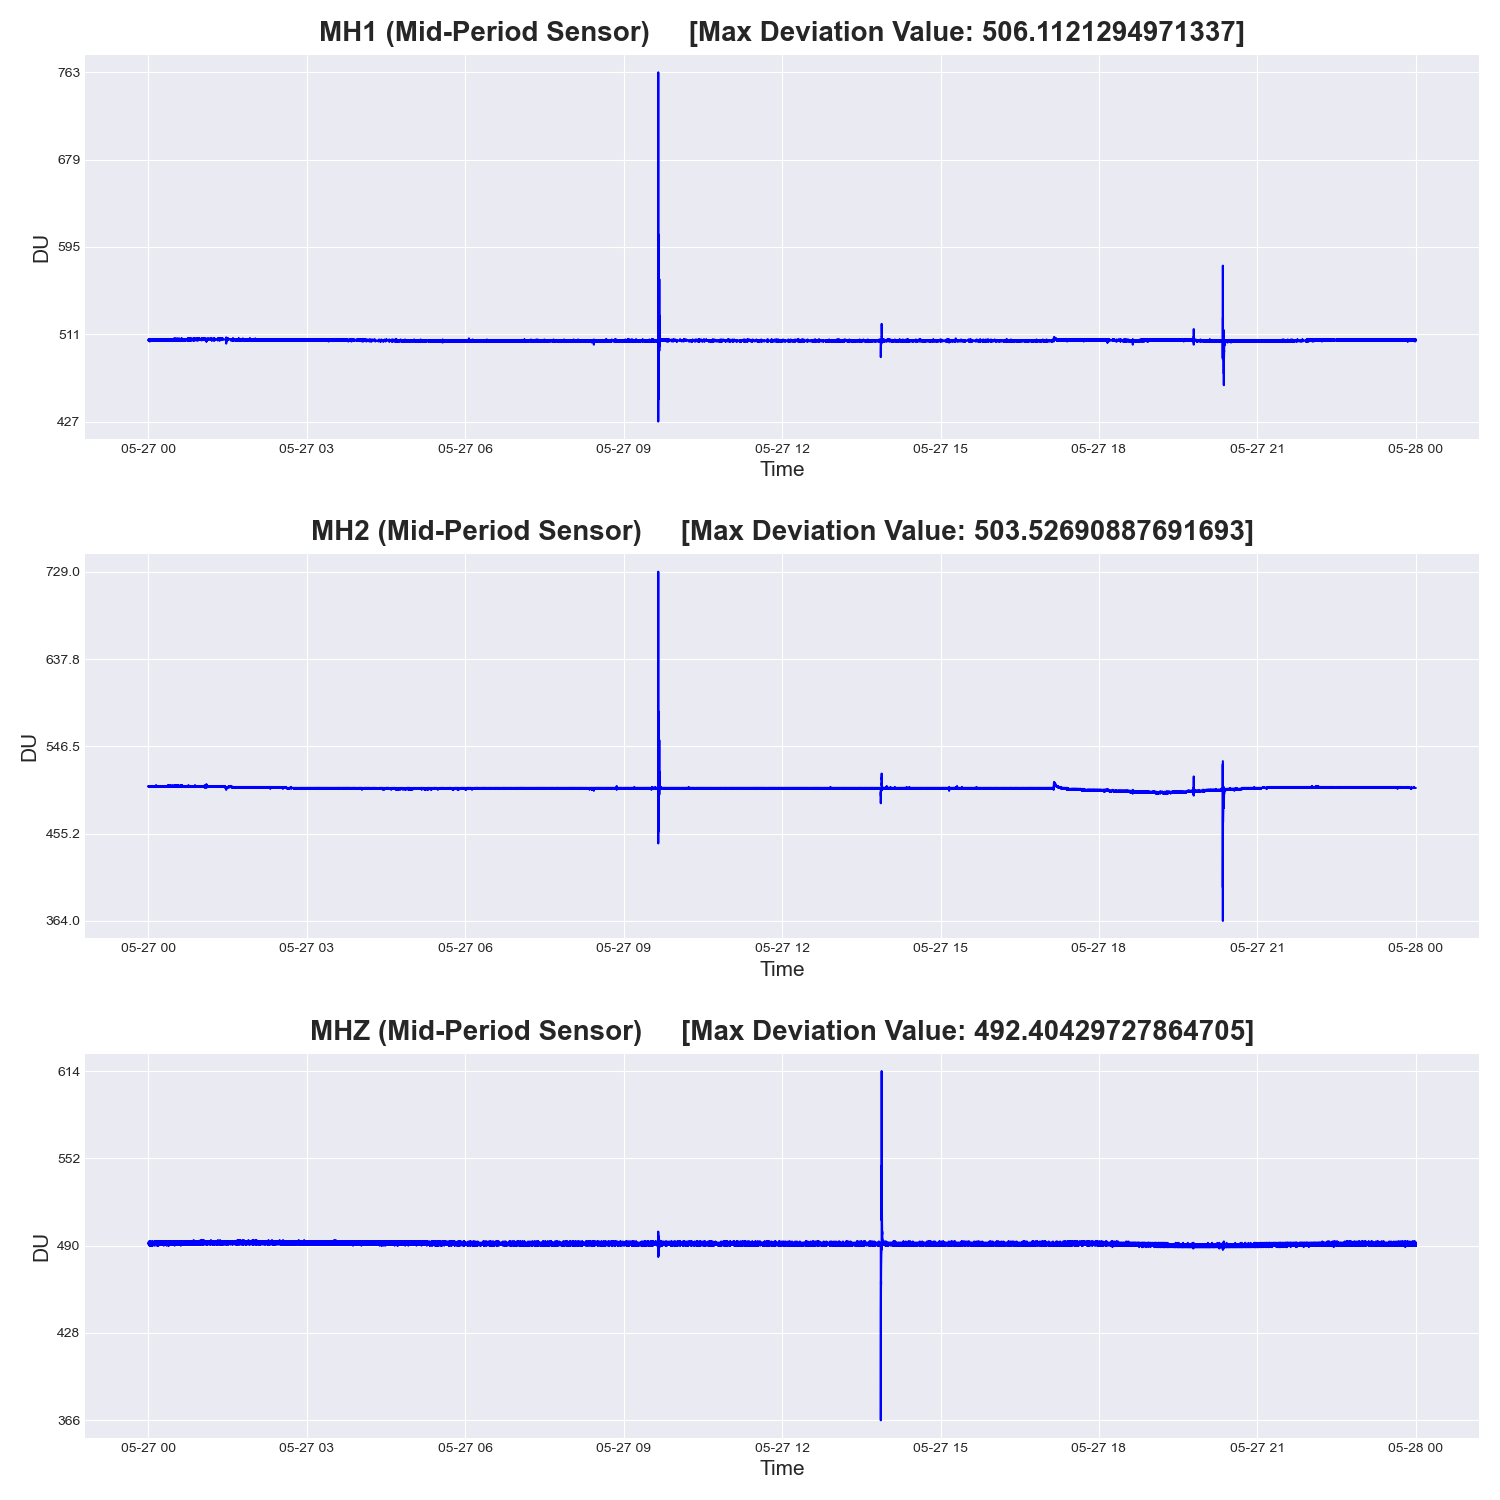 MH1 (Mid-Period Sensor) [Max Deviation Value: 506.1121294971337]
763
679
595
511
427
DU
05-27 00 05-27 03 05-27 06 05-27 09 05-27 12 05-27 15 05-27 18 05-27 21 05-28 00
Time
MH2 (Mid-Period Sensor) [Max Deviation Value: 503.52690887691693]
729.0
637.8
546.5
455.2
364.0
DU
05-27 00 05-27 03 05-27 06 05-27 09 05-27 12 05-27 15 05-27 18 05-27 21 05-28 00
Time
MHZ (Mid-Period Sensor) [Max Deviation Value: 492.40429727864705]
614
552
490
428
366
DU
05-27 00 05-27 03 05-27 06 05-27 09 05-27 12 05-27 15 05-27 18 05-27 21 05-28 00
Time